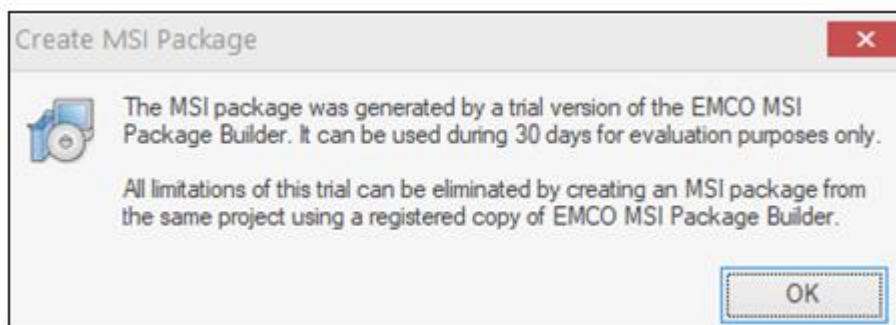 Create MSI Package
The MSI package was generated by a trial version of the EMCO MSI
Package Builder. It can be used during 30 days for evaluation purposes only.
All limitations of this trial can be eliminated by creating an MSI package from
the same project using a registered copy of EMCO MSI Package Builder.
OK